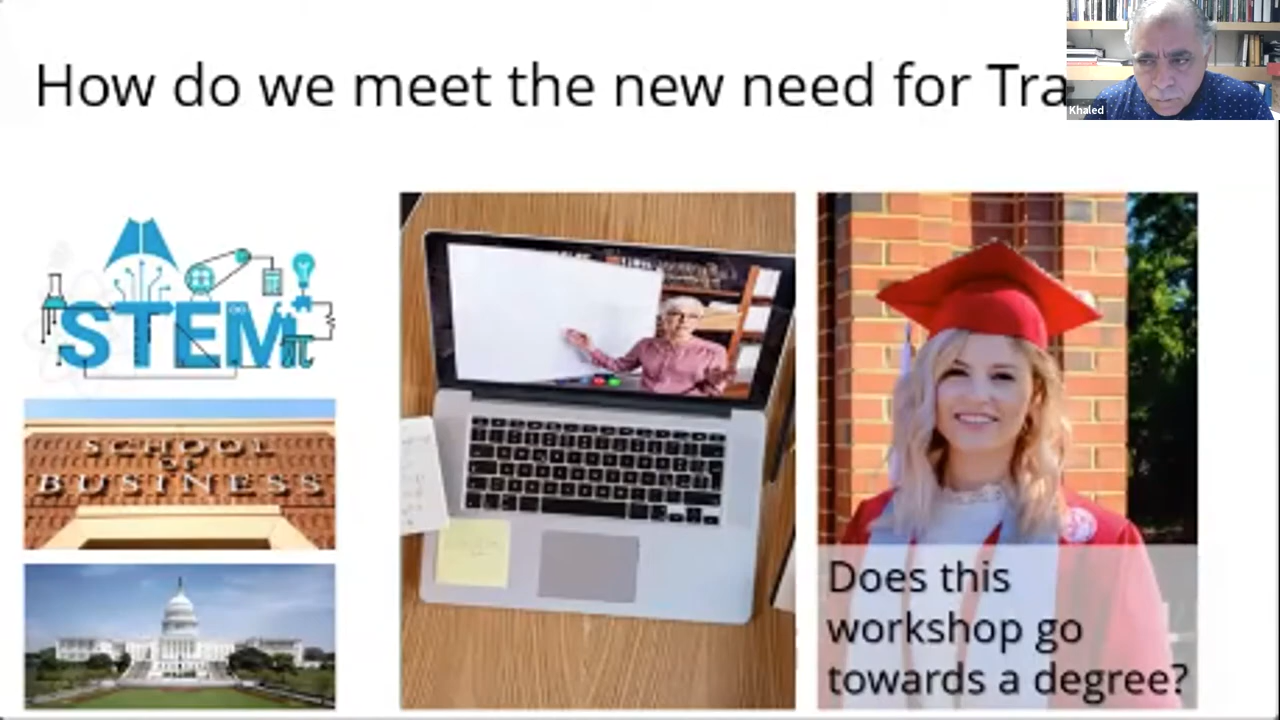 How do we meet the new need for Tra
Khaled
STEM
π
SCHOOL
OF
BUSINESS
Does this
workshop go
towards a degree?